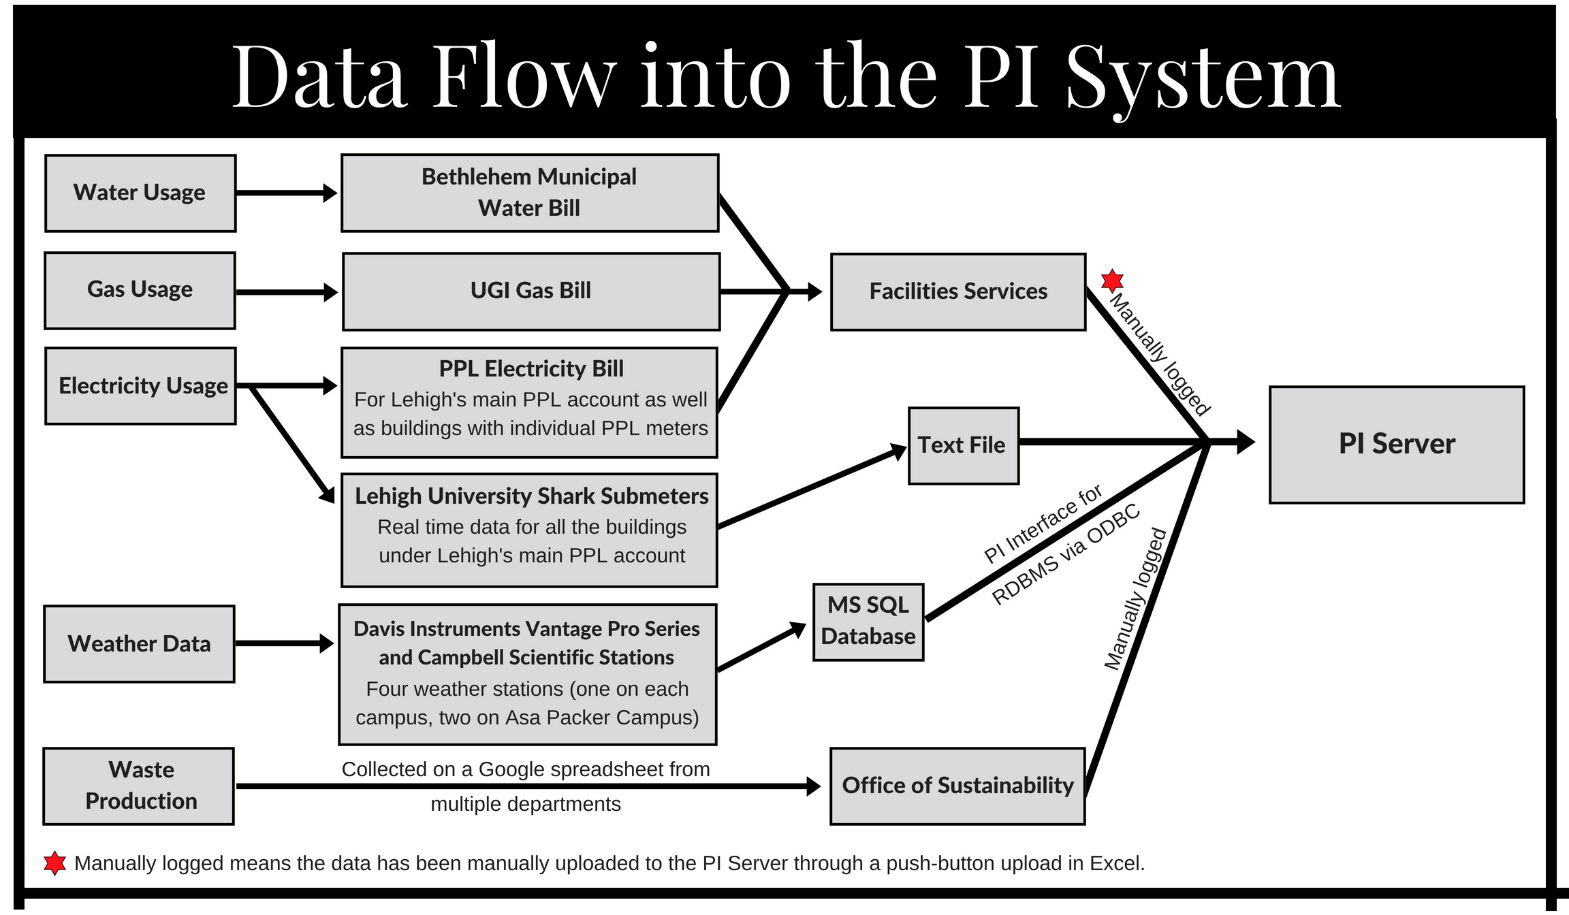 Data Flow into the PI System
Water Usage
Bethlehem Municipal
Water Bill
Gas Usage
UGI Gas Bill
Facilities Services
Manually logged
Electricity Usage
PPL Electricity Bill
For Lehigh's main PPL account as well
as buildings with individual PPL meters
Text File
PI Server
Lehigh University Shark Submeters
Real time data for all the buildings
under Lehigh's main PPL account
PI Interface for
RDBMS via ODBC
Manually logged
Weather Data
Davis Instruments Vantage Pro Series
and Campbell Scientific Stations
Four weather stations (one on each
campus, two on Asa Packer Campus)
MS SQL
Database
Waste
Production
Collected on a Google spreadsheet from
multiple departments
Office of Sustainability
Manually logged means the data has been manually uploaded to the PI Server through a push-button upload in Excel.